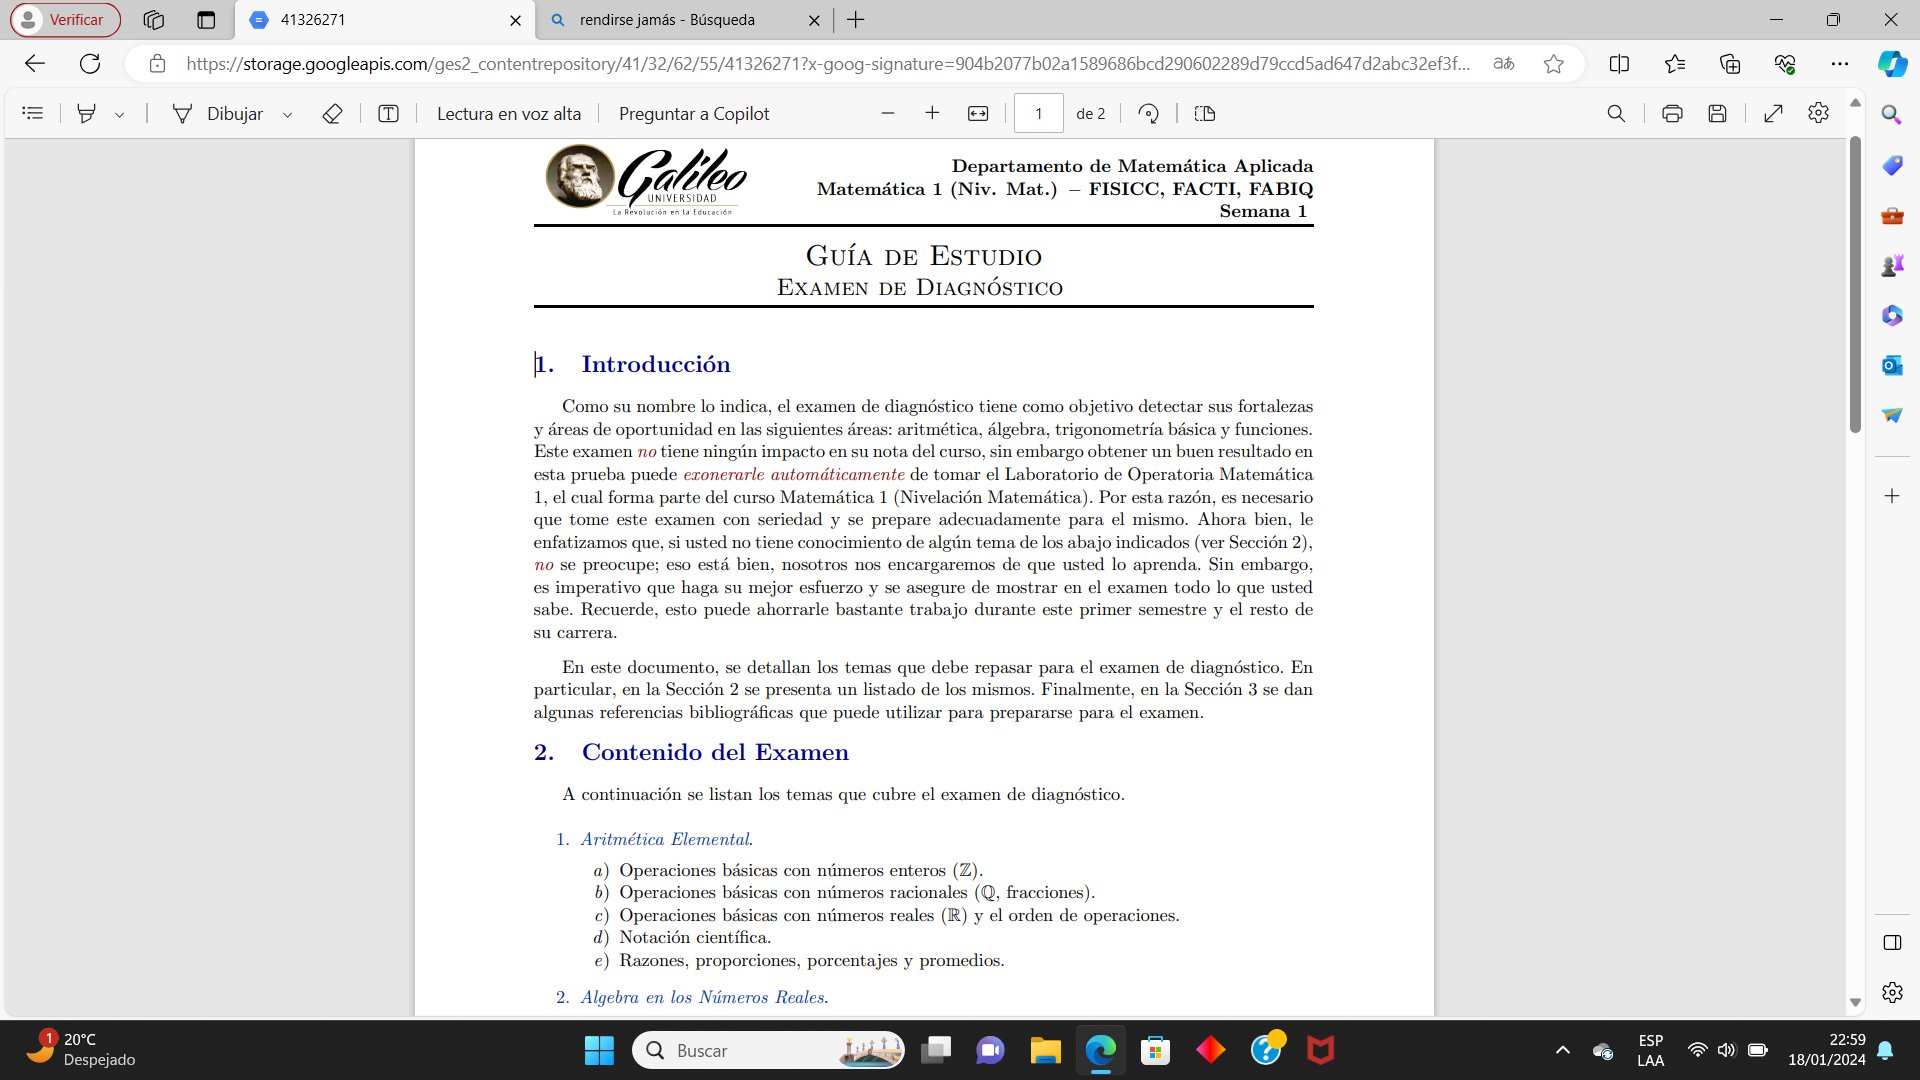 Verificar
41326271
rendirse jamás - Búsqueda
https://storage.googleapis.com/ges2_contentrepository/41/32/62/55/41326271?x-goog-signature=904b2077b02a1589686bcd290602289d79ccd5ad647d2abc32ef3f...
Dibujar
Lectura en voz alta
Preguntar a Copilot
1
de 2
Galileo
UNIVERSIDAD
La Revolución en la Educación
Departamento de Matemática Aplicada
Matemática 1 (Niv. Mat.) – FISICC, FACTI, FABIQ
Semana 1
Guía de Estudio
Examen de Diagnóstico
1. Introducción
Como su nombre lo indica, el examen de diagnóstico tiene como objetivo detectar sus fortalezas
y áreas de oportunidad en las siguientes áreas: aritmética, álgebra, trigonometría básica y funciones.
Este examen no tiene ningún impacto en su nota del curso, sin embargo obtener un buen resultado en
esta prueba puede exonerarle automáticamente de tomar el Laboratorio de Operatoria Matemática
1, el cual forma parte del curso Matemática 1 (Nivelación Matemática). Por esta razón, es necesario
que tome este examen con seriedad y se prepare adecuadamente para el mismo. Ahora bien, le
enfatizamos que, si usted no tiene conocimiento de algún tema de los abajo indicados (ver Sección 2),
no se preocupe; eso está bien, nosotros nos encargaremos de que usted lo aprenda. Sin embargo,
es imperativo que haga su mejor esfuerzo y se asegure de mostrar en el examen todo lo que usted
sabe. Recuerde, esto puede ahorrarle bastante trabajo durante este primer semestre y el resto de
su carrera.
En este documento, se detallan los temas que debe repasar para el examen de diagnóstico. En
particular, en la Sección 2 se presenta un listado de los mismos. Finalmente, en la Sección 3 se dan
algunas referencias bibliográficas que puede utilizar para prepararse para el examen.
2. Contenido del Examen
A continuación se listan los temas que cubre el examen de diagnóstico.
1. Aritmética Elemental.
a) Operaciones básicas con números enteros (ℤ).
b) Operaciones básicas con números racionales (ℚ, fracciones).
c) Operaciones básicas con números reales (ℝ) y el orden de operaciones.
d) Notación científica.
e) Razones, proporciones, porcentajes y promedios.
2. Algebra en los Números Reales.
1
20°C
Despejado
Buscar
ESP
LAA
22:59
18/01/2024